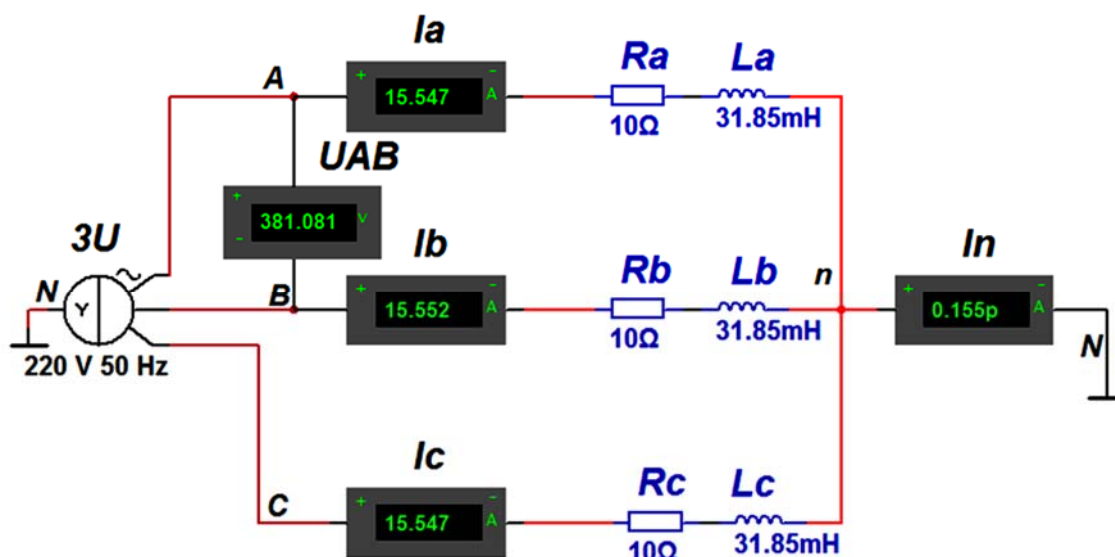 Ia
Ra
La
A
+
-
15.547
A
10Ω
31.85mH
UAB
+
-
381.081
V
3U
Ib
Rb
Lb
n
In
N
Y
B
+
-
15.552
A
+
-
0.155p
A
220 V 50 Hz
10Ω
31.85mH
N
Ic
Rc
Lc
C
+
-
15.547
A
10Ω
31.85mH